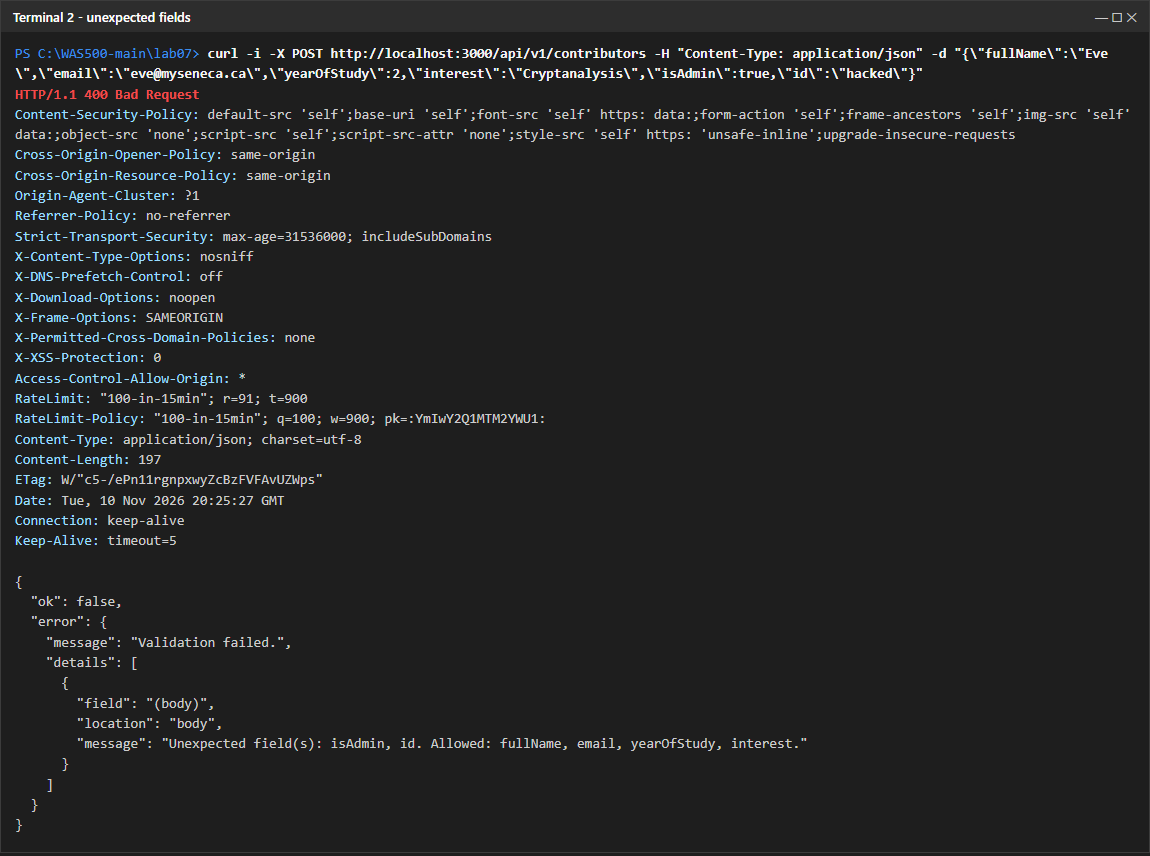 Terminal 2 - unexpected fields
PS C:\WAS500-main\lab07> curl -i -X POST http://localhost:3000/api/v1/contributors -H "Content-Type: application/json" -d "{\"fullName\":\"Eve
\",\"email\":\"eve@myseneca.ca\",\"yearOfStudy\":2,\"interest\":\"Cryptanalysis\",\"isAdmin\":true,\"id\":\"hacked\"}"
HTTP/1.1 400 Bad Request
Content-Security-Policy: default-src 'self';base-uri 'self';font-src 'self' https: data:;form-action 'self';frame-ancestors 'self';img-src 'self'
data:;object-src 'none';script-src 'self';script-src-attr 'none';style-src 'self' https: 'unsafe-inline';upgrade-insecure-requests
Cross-Origin-Opener-Policy: same-origin
Cross-Origin-Resource-Policy: same-origin
Origin-Agent-Cluster: ?1
Referrer-Policy: no-referrer
Strict-Transport-Security: max-age=31536000; includeSubDomains
X-Content-Type-Options: nosniff
X-DNS-Prefetch-Control: off
X-Download-Options: noopen
X-Frame-Options: SAMEORIGIN
X-Permitted-Cross-Domain-Policies: none
X-XSS-Protection: 0
Access-Control-Allow-Origin: *
RateLimit: "100-in-15min"; r=91; t=900
RateLimit-Policy: "100-in-15min"; q=100; w=900; pk=:YmIwY2Q1MTM2YWU1:
Content-Type: application/json; charset=utf-8
Content-Length: 197
ETag: W/"c5-/ePn11rgnpxwyZcBzFVFAvUZWps"
Date: Tue, 10 Nov 2026 20:25:27 GMT
Connection: keep-alive
Keep-Alive: timeout=5
{
  "ok": false,
  "error": {
    "message": "Validation failed.",
    "details": [
      {
        "field": "(body)",
        "location": "body",
        "message": "Unexpected field(s): isAdmin, id. Allowed: fullName, email, yearOfStudy, interest."
      }
    ]
  }
}